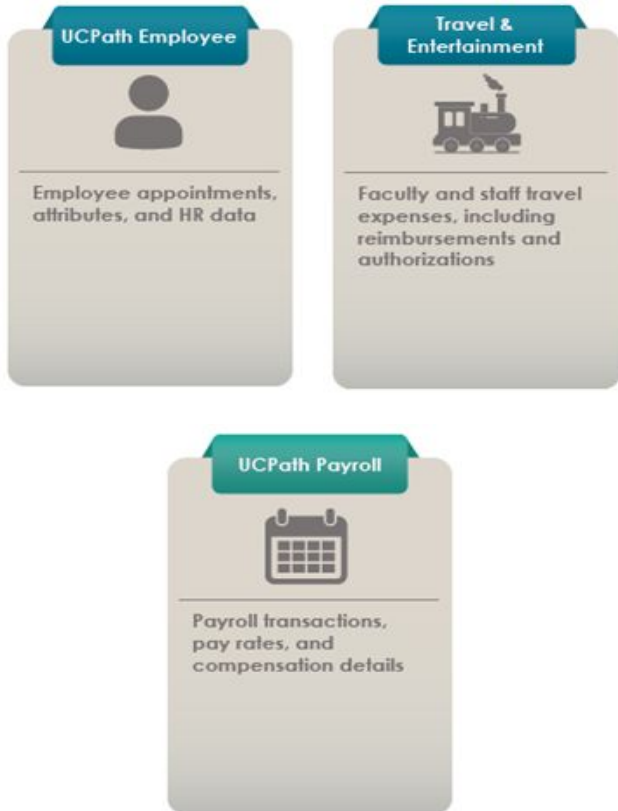 UCPath Employee
Employee appointments,
attributes, and HR data
Travel &
Entertainment
Faculty and staff travel
expenses, including
reimbursements and
authorizations
UCPath Payroll
Payroll transactions,
pay rates, and
compensation details